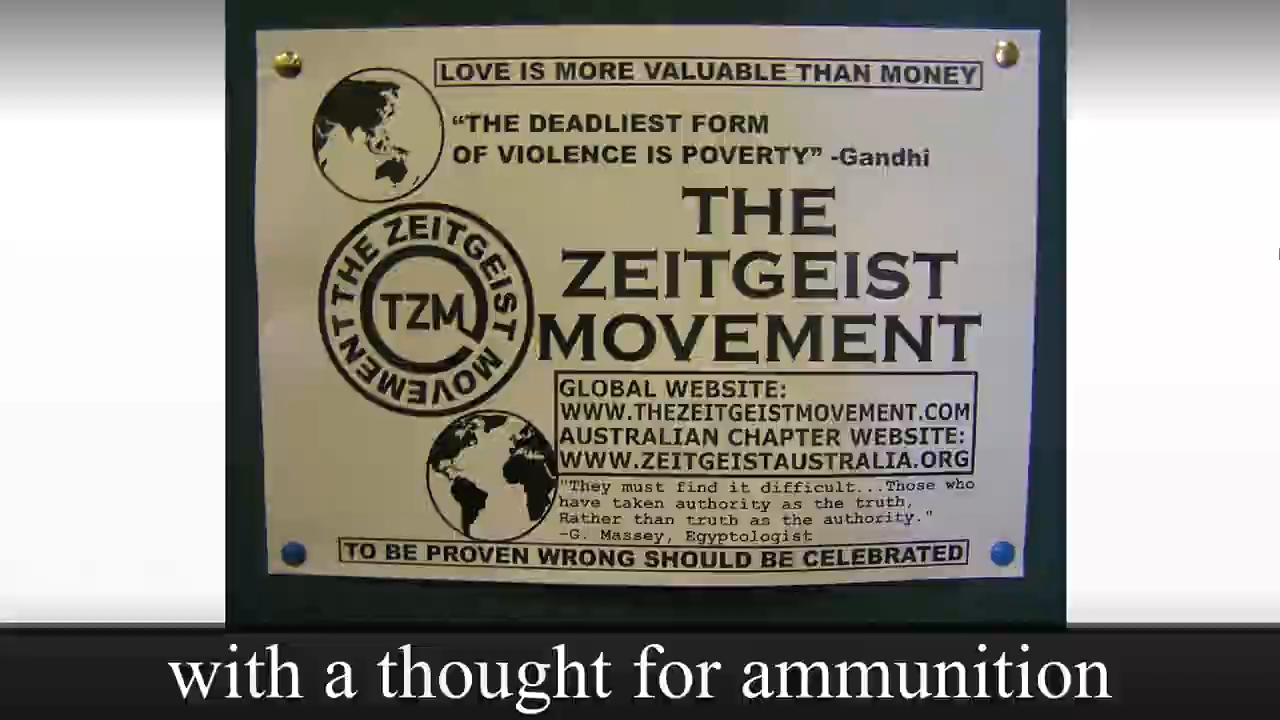 LOVE IS MORE VALUABLE THAN MONEY
“THE DEADLIEST FORM
OF VIOLENCE IS POVERTY” -Gandhi
THE
ZEITGEIST
MOVEMENT
THE ZEITGEIST MOVEMENT
TZM
GLOBAL WEBSITE:
WWW.THEZEITGEISTMOVEMENT.COM
AUSTRALIAN CHAPTER WEBSITE:
WWW.ZEITGEISTAUSTRALIA.ORG
"They must find it difficult...Those who
have taken authority as the truth,
Rather than truth as the authority."
-G. Massey, Egyptologist
TO BE PROVEN WRONG SHOULD BE CELEBRATED
with a thought for ammunition